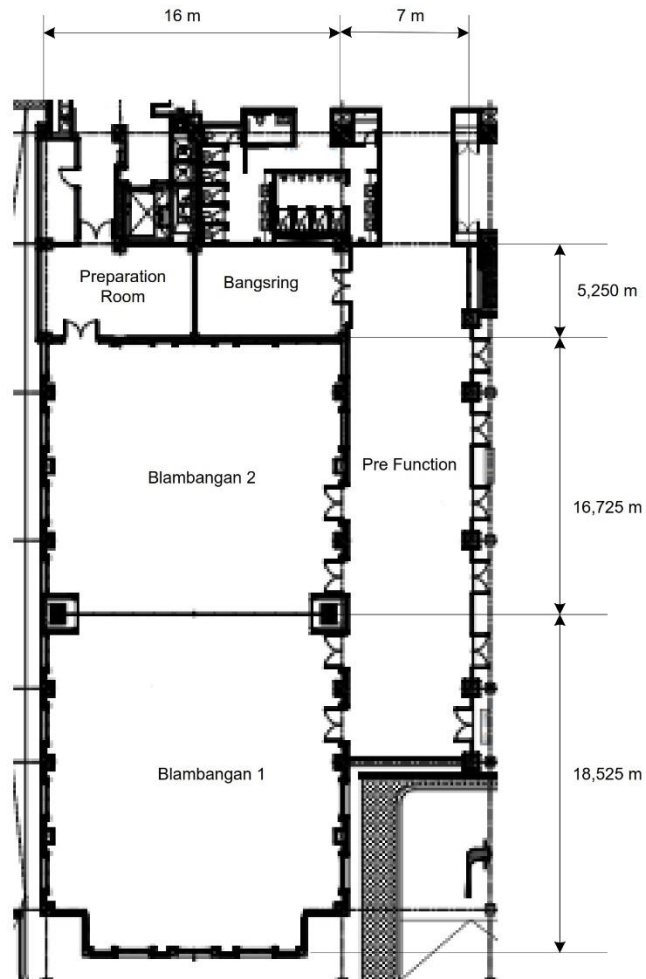 16 m
7 m
Preparation
Room
Bangsring
5,250 m
Blambangan 2
Pre Function
16,725 m
Blambangan 1
18,525 m